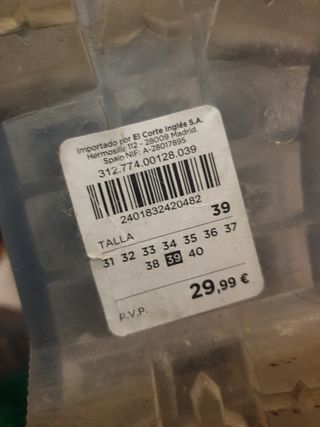 Importado por El Corte Inglés S.A.
Hermosilla 112 - 28009 Madrid.
Spain NIF: A-28017895
312.774.00128.039
2401832420482
TALLA 39
31 32 33 34 35 36 37
38 39 40
P.V.P. 29,99 €